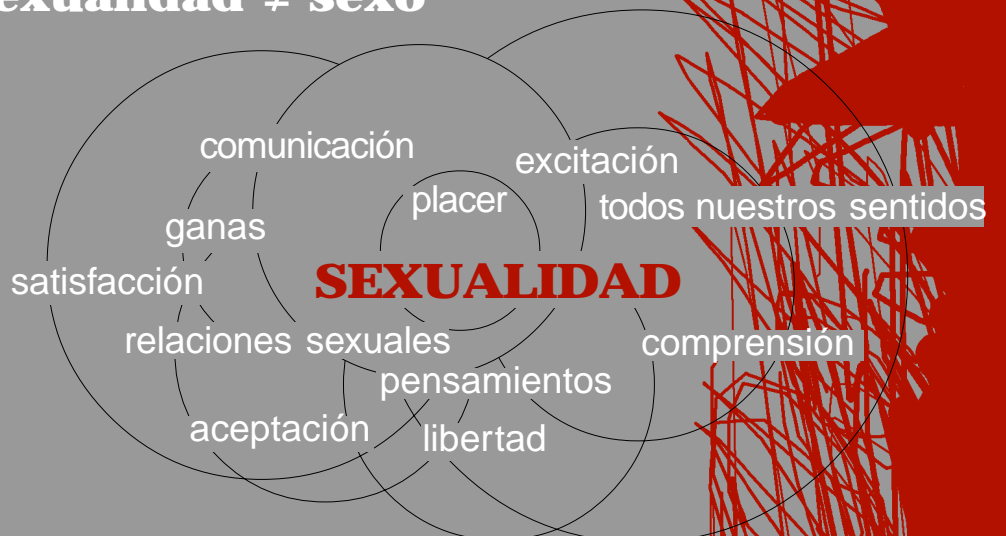 exualidad ≠ sexo
comunicación
excitación
placer
todos nuestros sentidos
ganas
satisfacción
SEXUALIDAD
relaciones sexuales
comprensión
pensamientos
aceptación
libertad